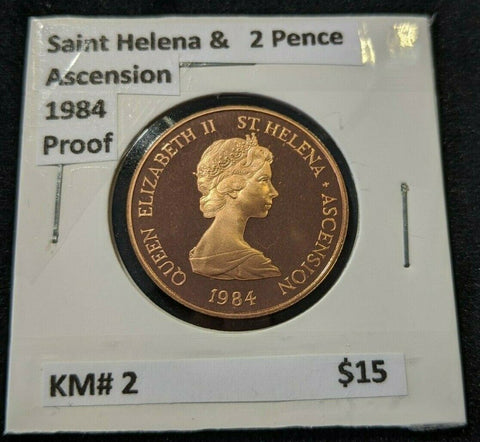 Saint Helena & 2 Pence
Ascension
1984
Proof
QUEEN ELIZABETH II ST. HELENA • ASCENSION
1984
KM# 2 $15